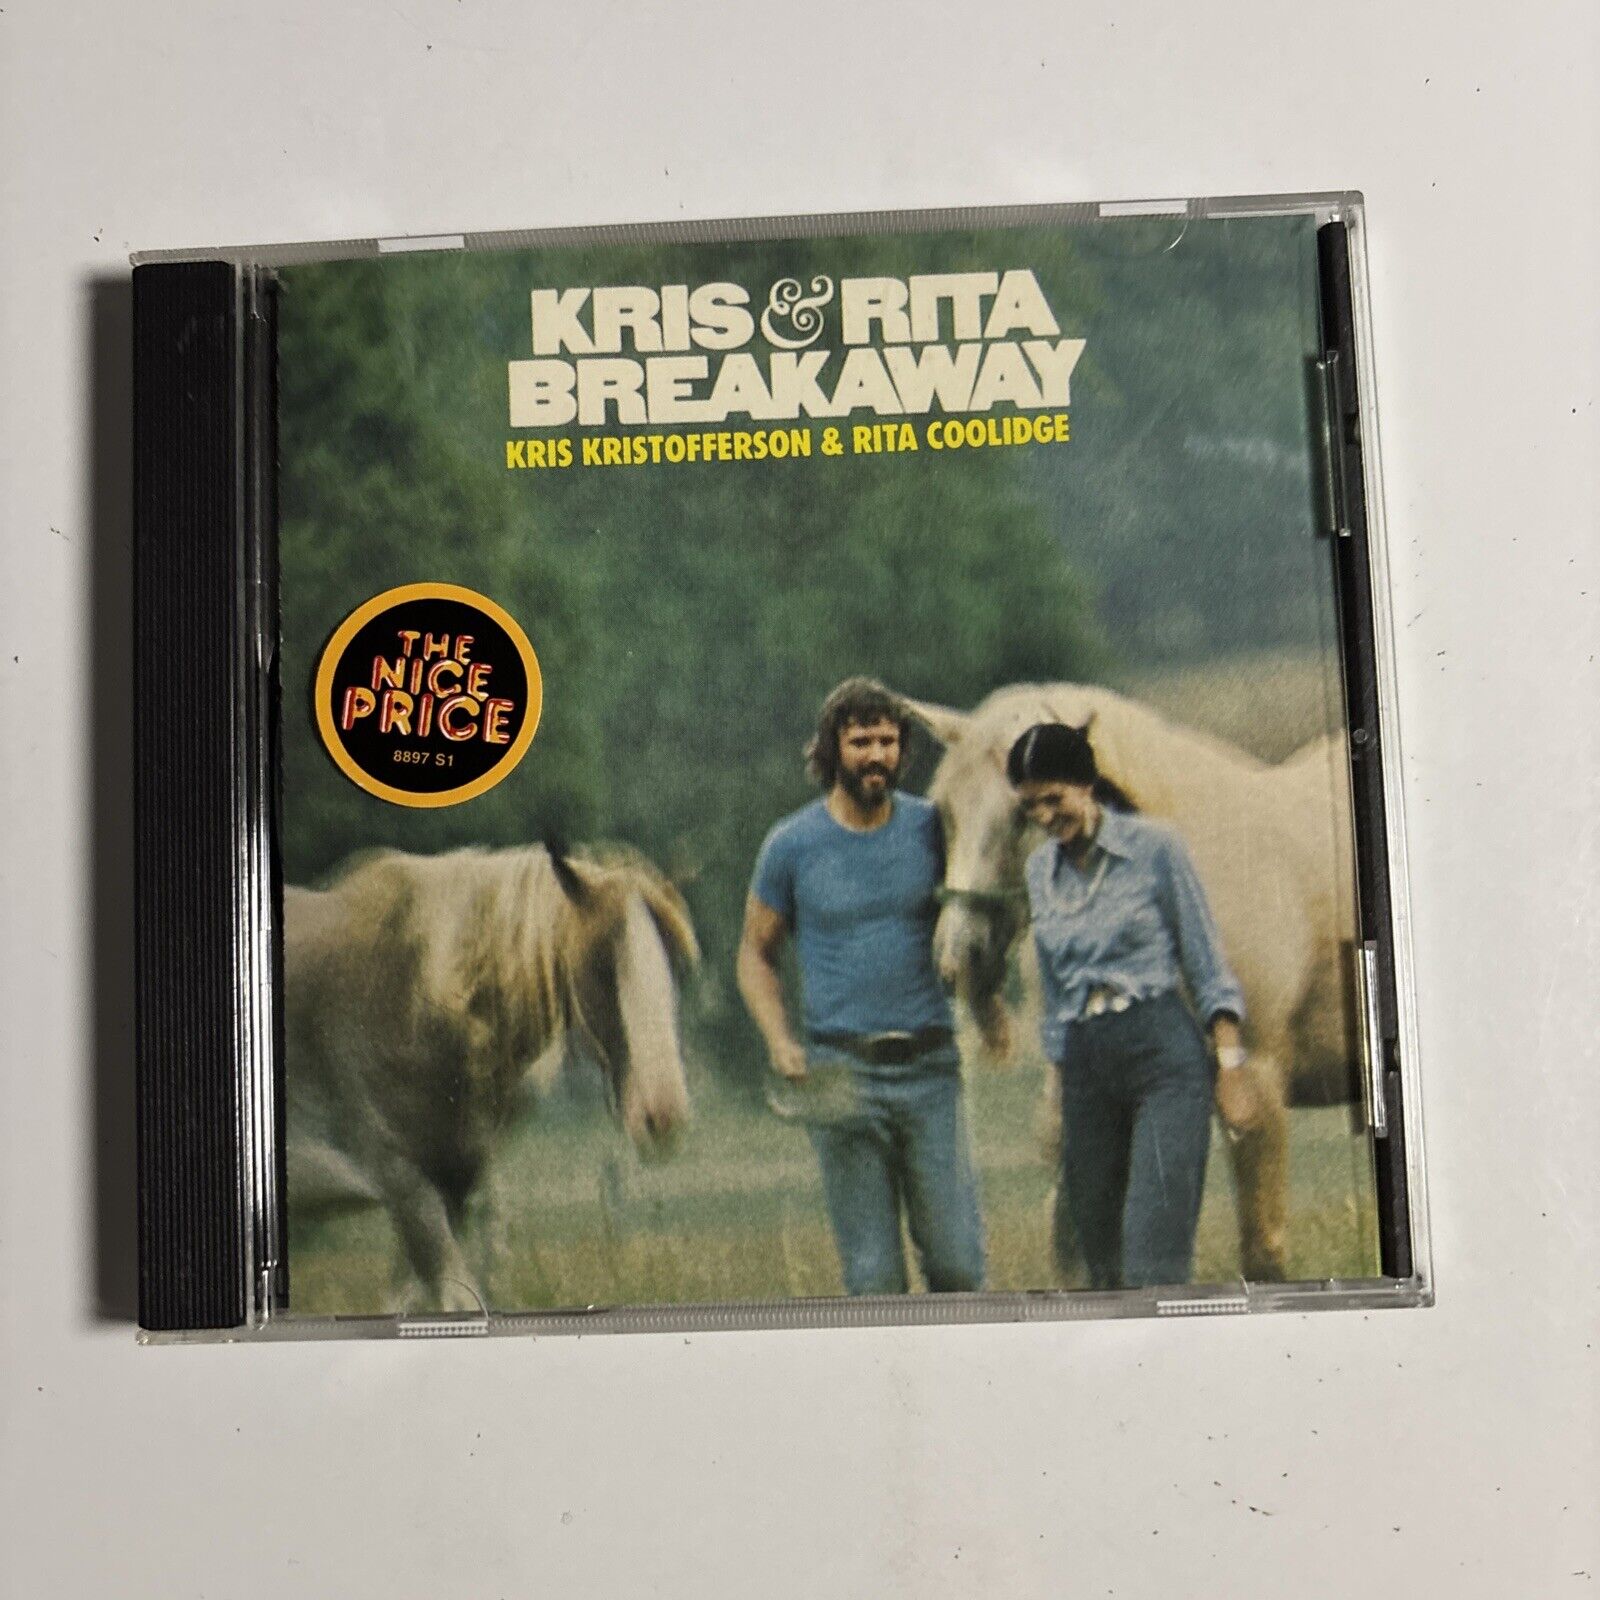 KRIS & RITA
BREAKAWAY
KRIS KRISTOFFERSON & RITA COOLIDGE
THE
NICE
PRICE
8897 S1